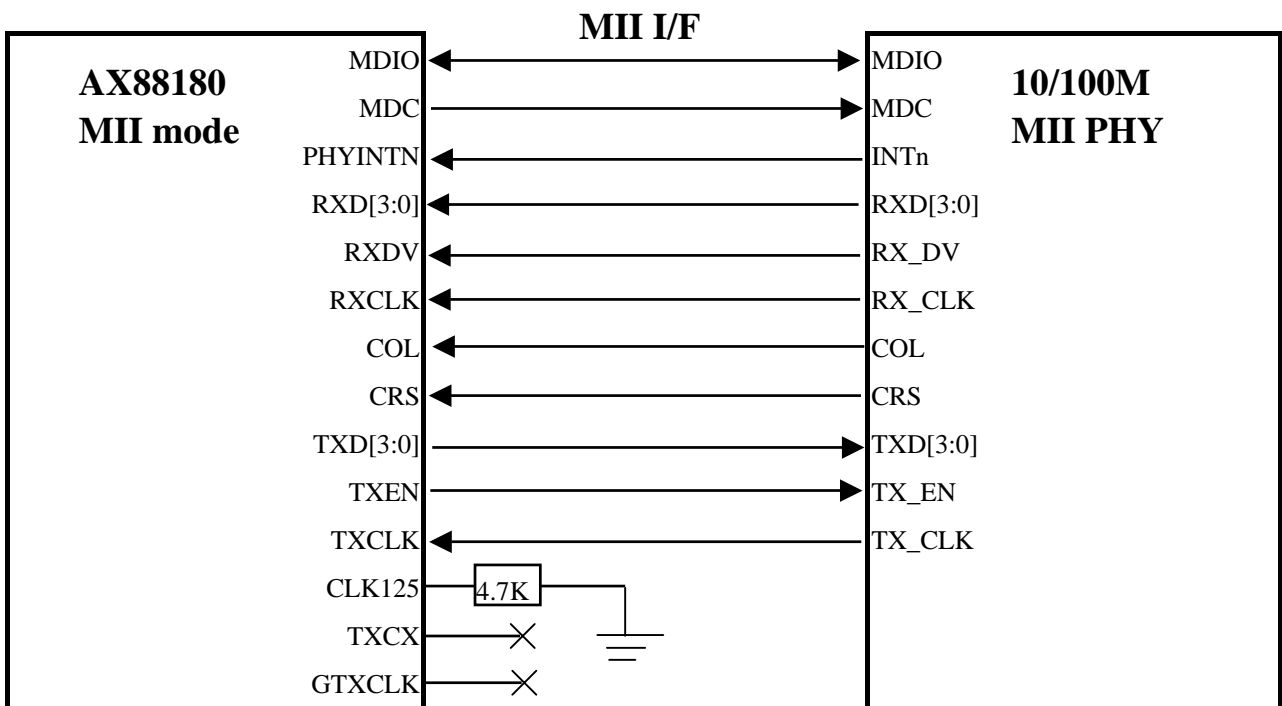 MII I/F
AX88180
MII mode
10/100M
MII PHY
MDIO MDIO
MDC MDC
PHYINTN INTn
RXD[3:0] RXD[3:0]
RXDV RX_DV
RXCLK RX_CLK
COL COL
CRS CRS
TXD[3:0] TXD[3:0]
TXEN TX_EN
TXCLK TX_CLK
CLK125 4.7K
TXCX
GTXCLK